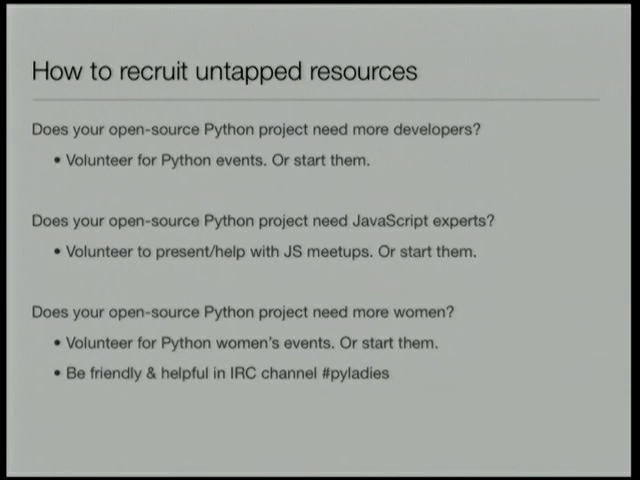 How to recruit untapped resources
Does your open-source Python project need more developers?
• Volunteer for Python events. Or start them.
Does your open-source Python project need JavaScript experts?
• Volunteer to present/help with JS meetups. Or start them.
Does your open-source Python project need more women?
• Volunteer for Python women's events. Or start them.
• Be friendly & helpful in IRC channel #pyladies